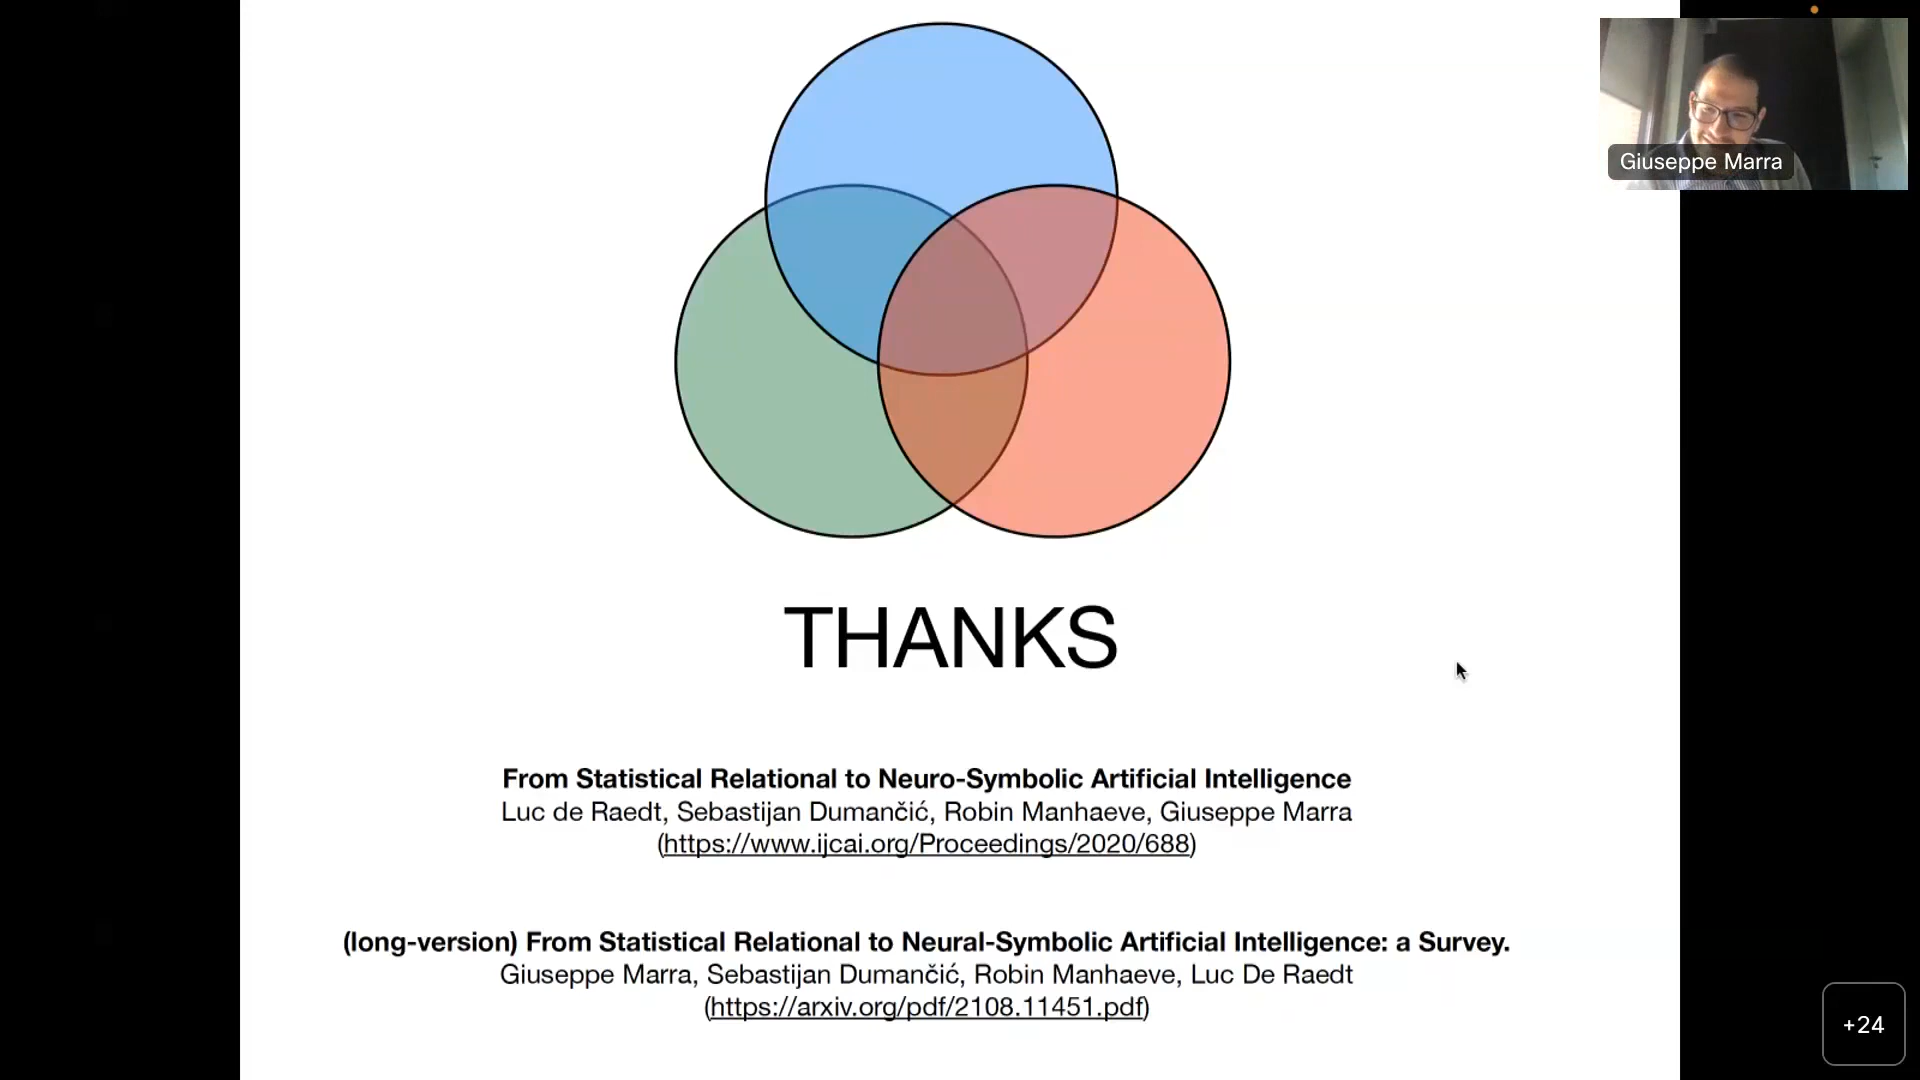 Giuseppe Marra
THANKS
From Statistical Relational to Neuro-Symbolic Artificial Intelligence
Luc de Raedt, Sebastijan Dumančić, Robin Manhaeve, Giuseppe Marra
(https://www.ijcai.org/Proceedings/2020/688)
(long-version) From Statistical Relational to Neural-Symbolic Artificial Intelligence: a Survey.
Giuseppe Marra, Sebastijan Dumančić, Robin Manhaeve, Luc De Raedt
(https://arxiv.org/pdf/2108.11451.pdf)
+24